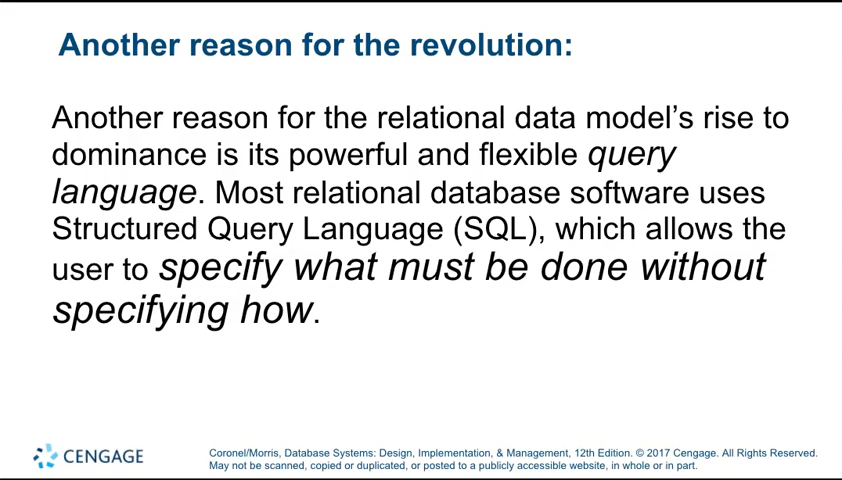 Another reason for the revolution:
Another reason for the relational data model’s rise to
dominance is its powerful and flexible query
language. Most relational database software uses
Structured Query Language (SQL), which allows the
user to specify what must be done without
specifying how.
CENGAGE
Coronel/Morris, Database Systems: Design, Implementation, & Management, 12th Edition. © 2017 Cengage. All Rights Reserved.
May not be scanned, copied or duplicated, or posted to a publicly accessible website, in whole or in part.